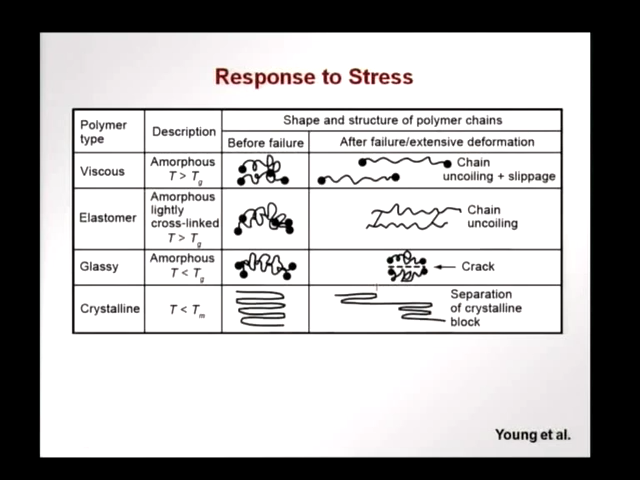 Response to Stress
Polymer
type
Description
Shape and structure of polymer chains
Before failure
After failure/extensive deformation
Viscous
Amorphous
T > Tg
Chain
uncoiling + slippage
Elastomer
Amorphous
lightly
cross-linked
T > Tg
Chain
uncoiling
Glassy
Amorphous
T < Tg
Crack
Crystalline
T < Tm
Separation
of crystalline
block
Young et al.